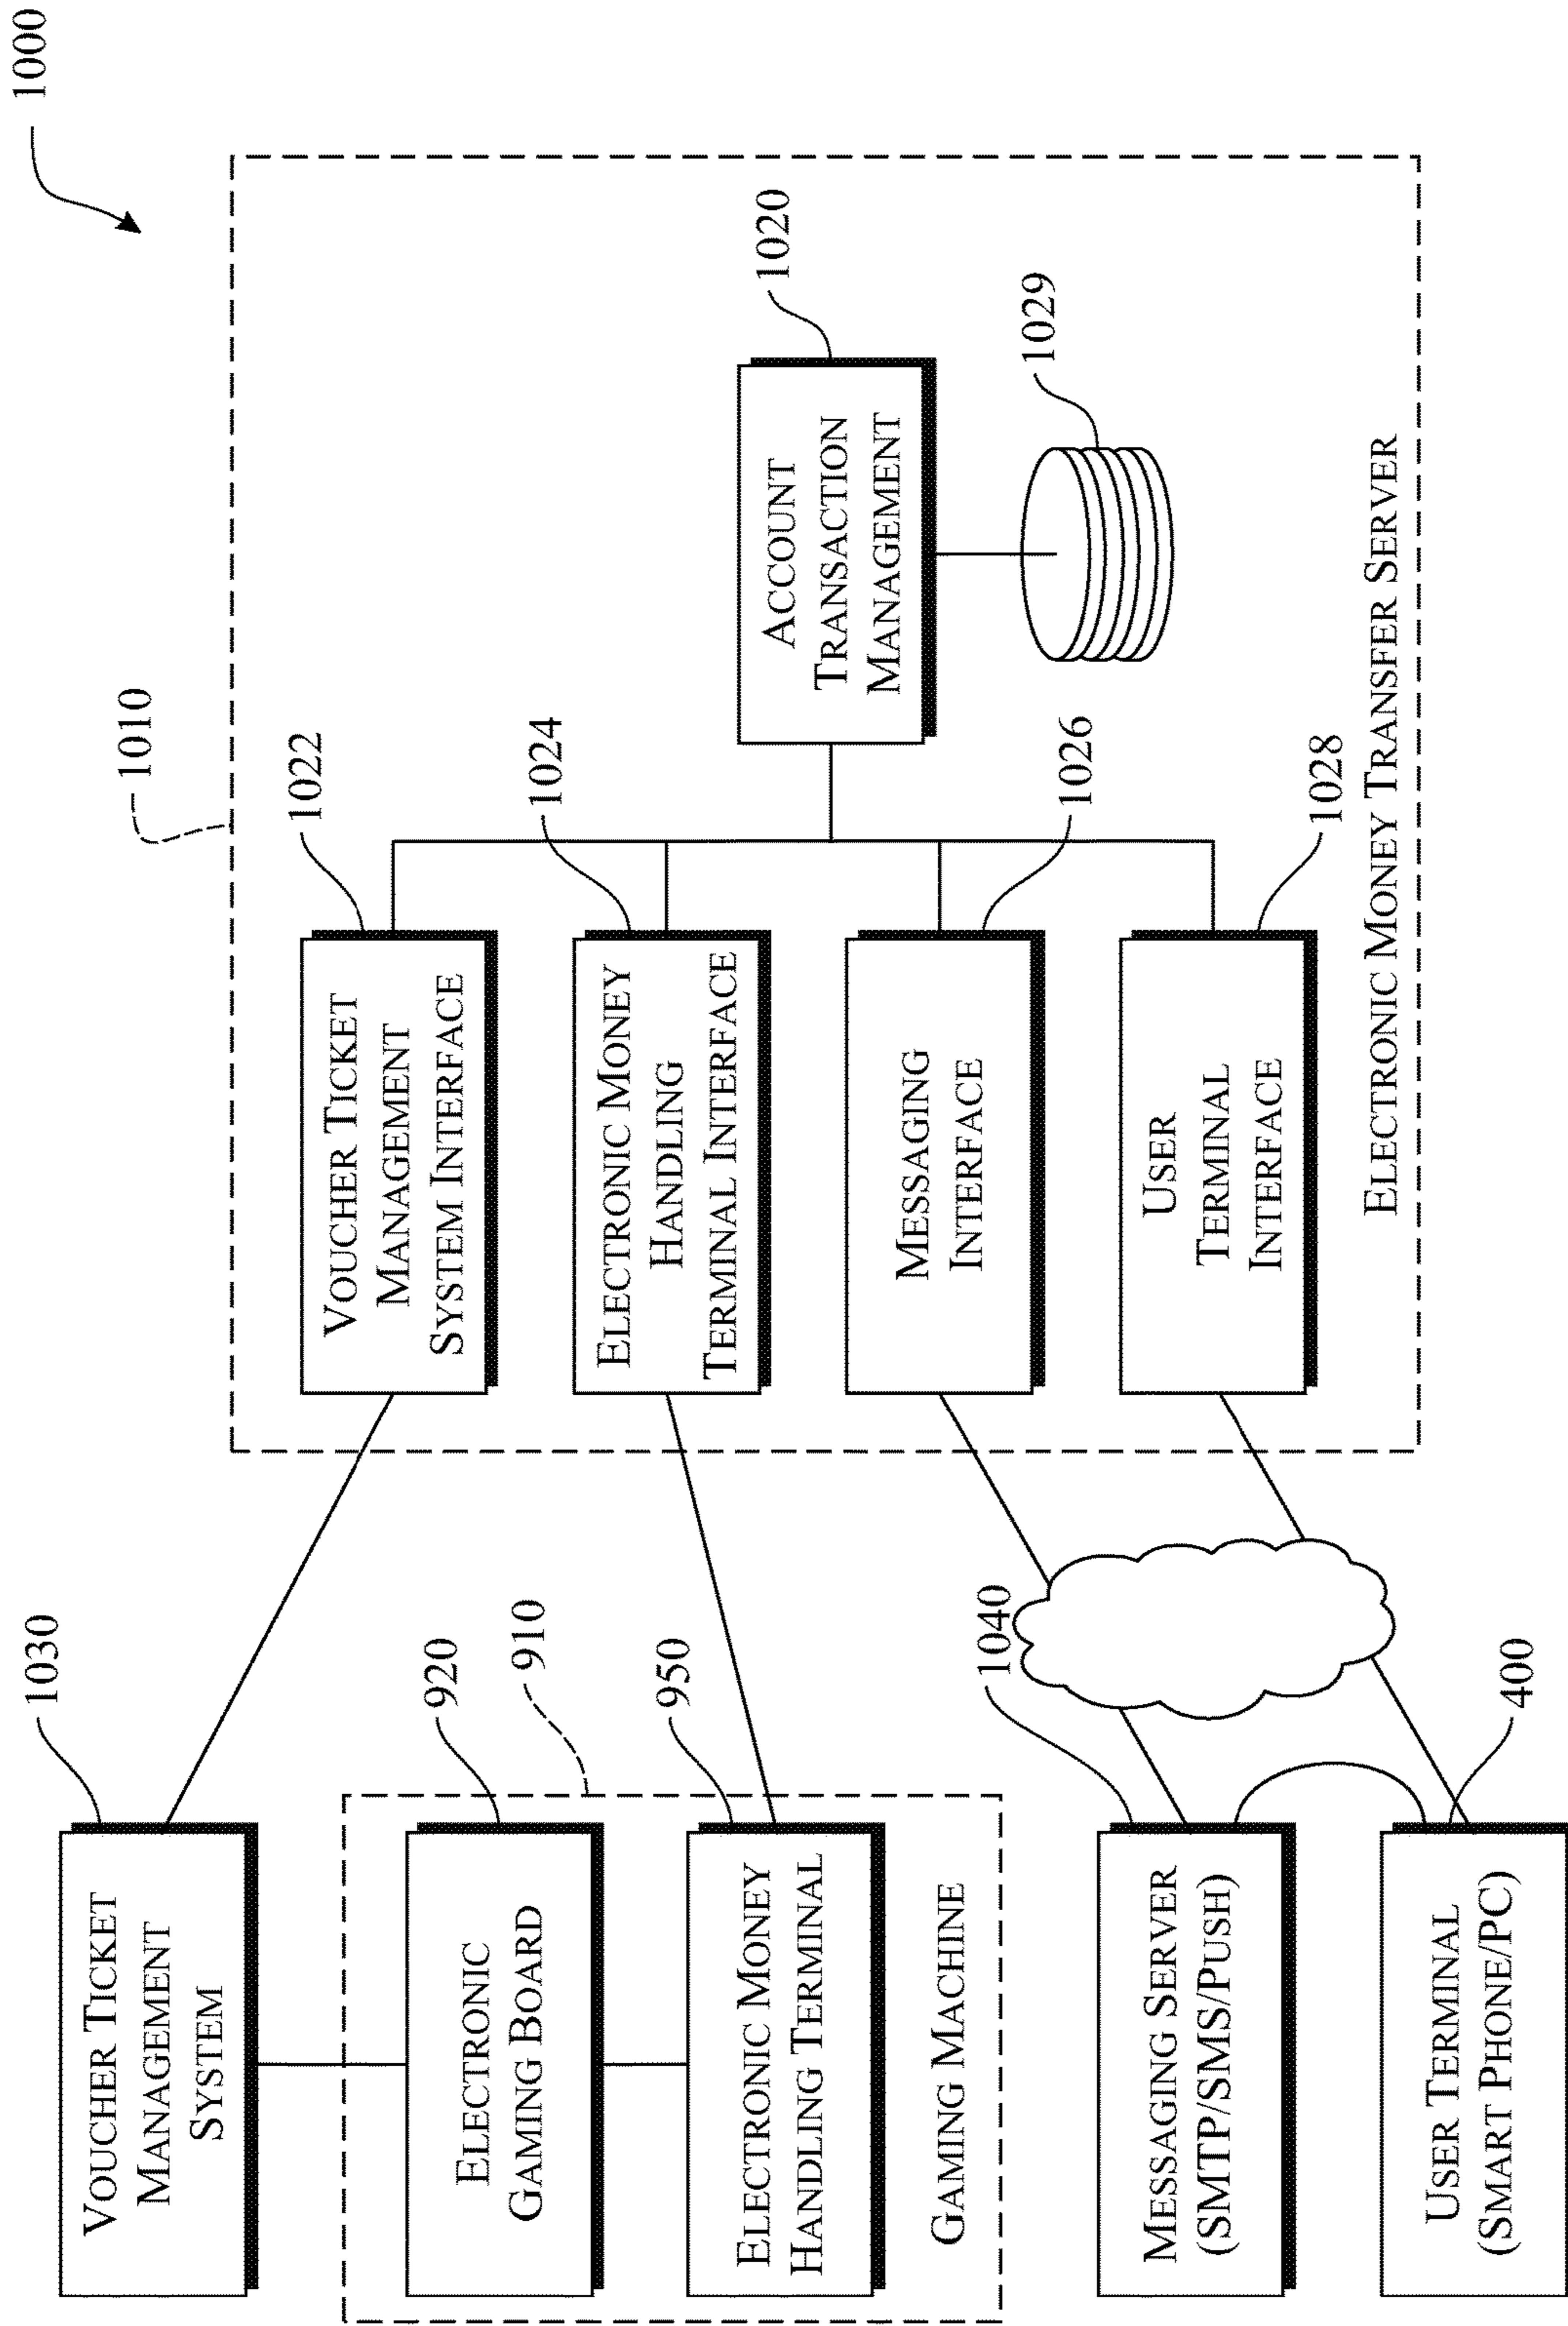 1000
1010
1030
VOUCHER TICKET
MANAGEMENT
SYSTEM
1022
VOUCHER TICKET
MANAGEMENT
SYSTEM INTERFACE
920
910
ELECTRONIC
GAMING BOARD
1024
ELECTRONIC MONEY
HANDLING
TERMINAL INTERFACE
1020
ACCOUNT
TRANSACTION
MANAGEMENT
950
ELECTRONIC MONEY
HANDLING TERMINAL
GAMING MACHINE
1029
1026
MESSAGING
INTERFACE
1040
MESSAGING SERVER
(SMTP/SMS/PUSH)
1028
USER
TERMINAL
INTERFACE
ELECTRONIC MONEY TRANSFER SERVER
400
USER TERMINAL
(SMART PHONE/PC)